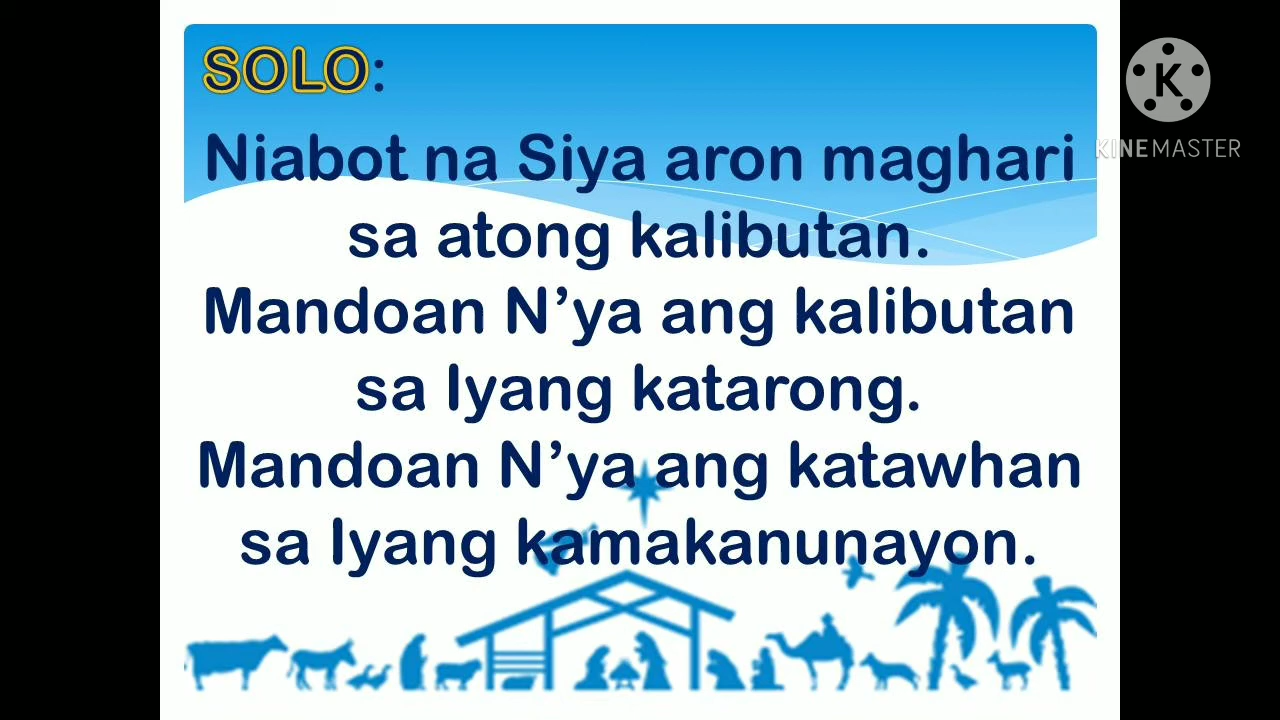 SOLO:
K
KINEMASTER
Niabot na Siya aron maghari
sa atong kalibutan.
Mandoan N’ya ang kalibutan
sa Iyang katarong.
Mandoan N’ya ang katawhan
sa Iyang kamakanunayon.